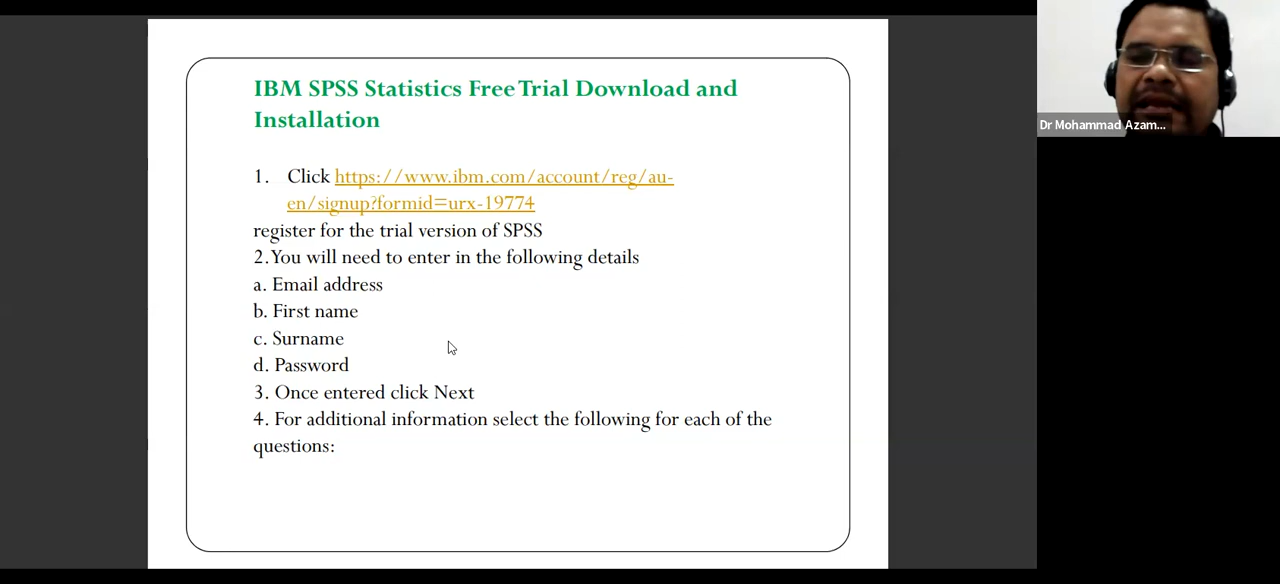 IBM SPSS Statistics Free Trial Download and
Installation
1. Click https://www.ibm.com/account/reg/au-
en/signup?formid=urx-19774
register for the trial version of SPSS
2.You will need to enter in the following details
a. Email address
b. First name
c. Surname
d. Password
3. Once entered click Next
4. For additional information select the following for each of the
questions:
Dr Mohammad Azam...